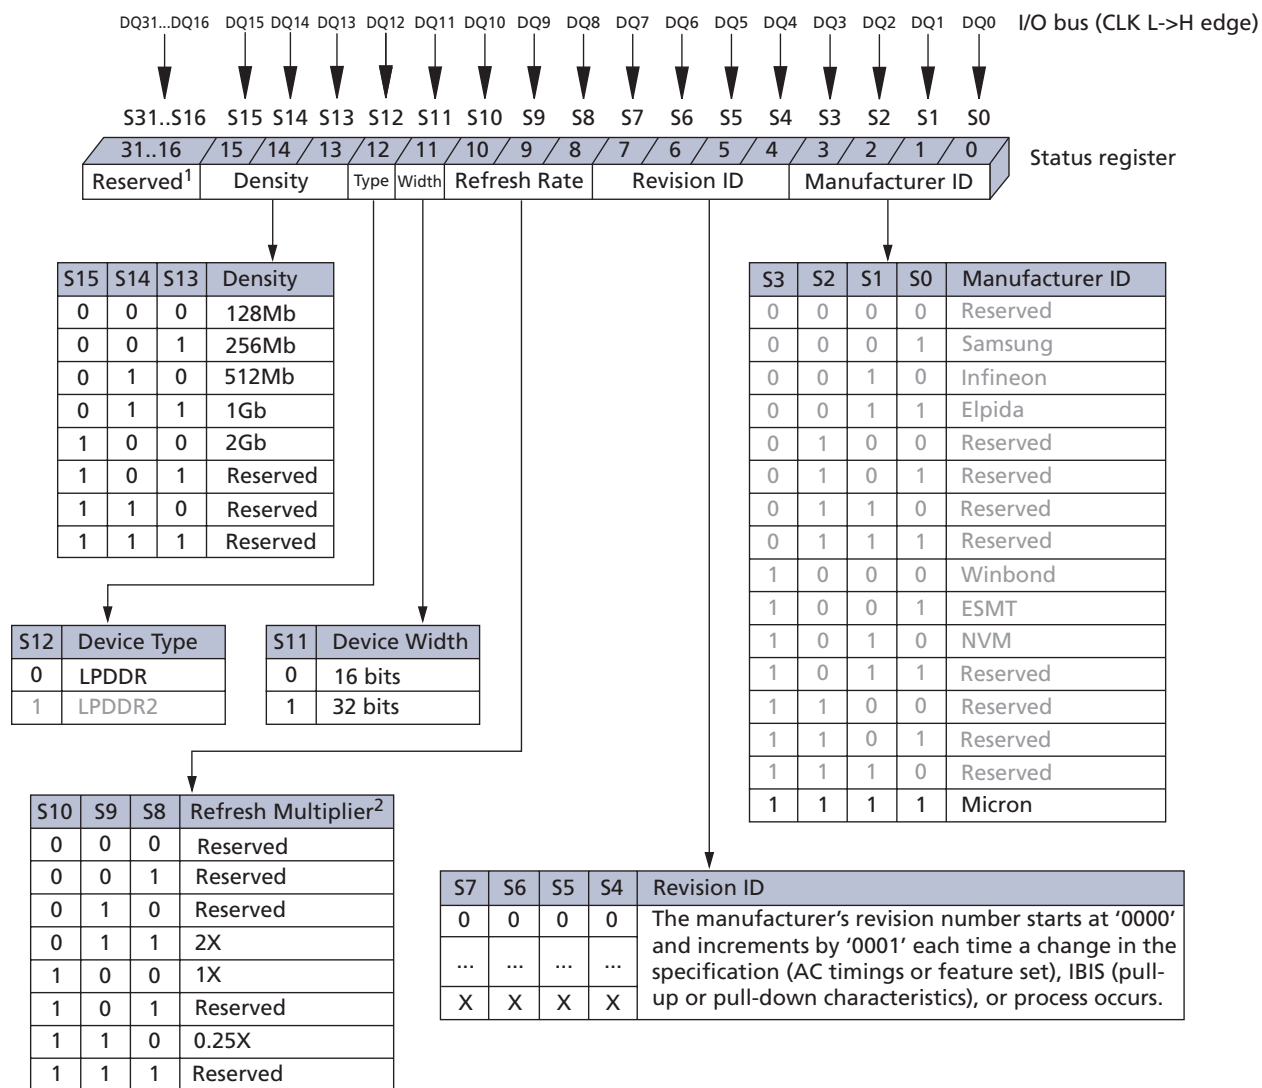 DQ31...DQ16 DQ15 DQ14 DQ13 DQ12 DQ11 DQ10 DQ9 DQ8 DQ7 DQ6 DQ5 DQ4 DQ3 DQ2 DQ1 DQ0 I/O bus (CLK L->H edge)
S31..S16 S15 S14 S13 S12 S11 S10 S9 S8 S7 S6 S5 S4 S3 S2 S1 S0
31..16 15 14 13 12 11 10 9 8 7 6 5 4 3 2 1 0 Status register
Reserved1 Density Type Width Refresh Rate Revision ID Manufacturer ID
S15 S14 S13 Density
0 0 0 128Mb
0 0 1 256Mb
0 1 0 512Mb
0 1 1 1Gb
1 0 0 2Gb
1 0 1 Reserved
1 1 0 Reserved
1 1 1 Reserved
S3 S2 S1 S0 Manufacturer ID
0 0 0 0 Reserved
0 0 0 1 Samsung
0 0 1 0 Infineon
0 0 1 1 Elpida
0 1 0 0 Reserved
0 1 0 1 Reserved
0 1 1 0 Reserved
0 1 1 1 Reserved
1 0 0 0 Winbond
1 0 0 1 ESMT
1 0 1 0 NVM
1 0 1 1 Reserved
1 1 0 0 Reserved
1 1 0 1 Reserved
1 1 1 0 Reserved
1 1 1 1 Micron
S12 Device Type
0 LPDDR
1 LPDDR2
S11 Device Width
0 16 bits
1 32 bits
S10 S9 S8 Refresh Multiplier2
0 0 0 Reserved
0 0 1 Reserved
0 1 0 Reserved
0 1 1 2X
1 0 0 1X
1 0 1 Reserved
1 1 0 0.25X
1 1 1 Reserved
S7 S6 S5 S4 Revision ID
0 0 0 0 The manufacturer's revision number starts at '0000'
and increments by '0001' each time a change in the
... ... ... ... specification (AC timings or feature set), IBIS (pull-
X X X X up or pull-down characteristics), or process occurs.